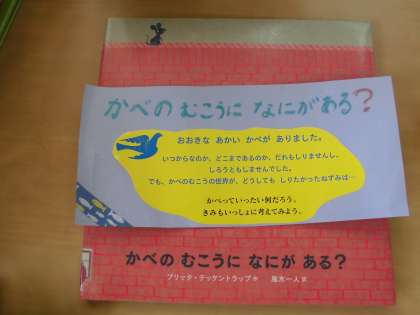 かべの むこうに なにがある?
おおきな あかい かべが ありました。
いつからなのか、どこまであるのか、だれもしりませんし、
しろうともしませんでした。
でも、かべのむこうの世界が、どうしても しりたかったねずみは…
かべっていったい何だろう。
きみもいっしょに考えてみよう。
かべの むこうに なにが ある?
ブリッタ・テッケントラップ 作 風木一人 訳